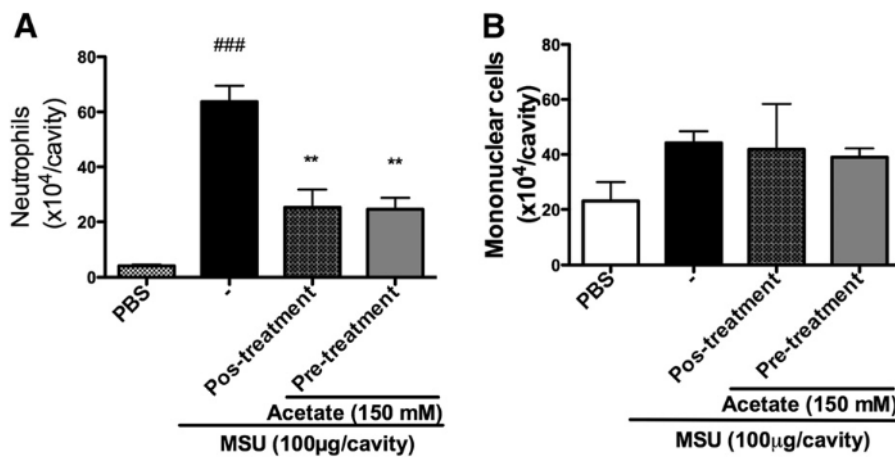 A
###
**
**
Neutrophils
(x10⁴/cavity)
80
60
40
20
0
PBS
-
Pos-treatment
Pre-treatment
Acetate (150 mM)
MSU (100µg/cavity)
B
Mononuclear cells
(x10⁴/cavity)
80
60
40
20
0
PBS
-
Pos-treatment
Pre-treatment
Acetate (150 mM)
MSU (100µg/cavity)